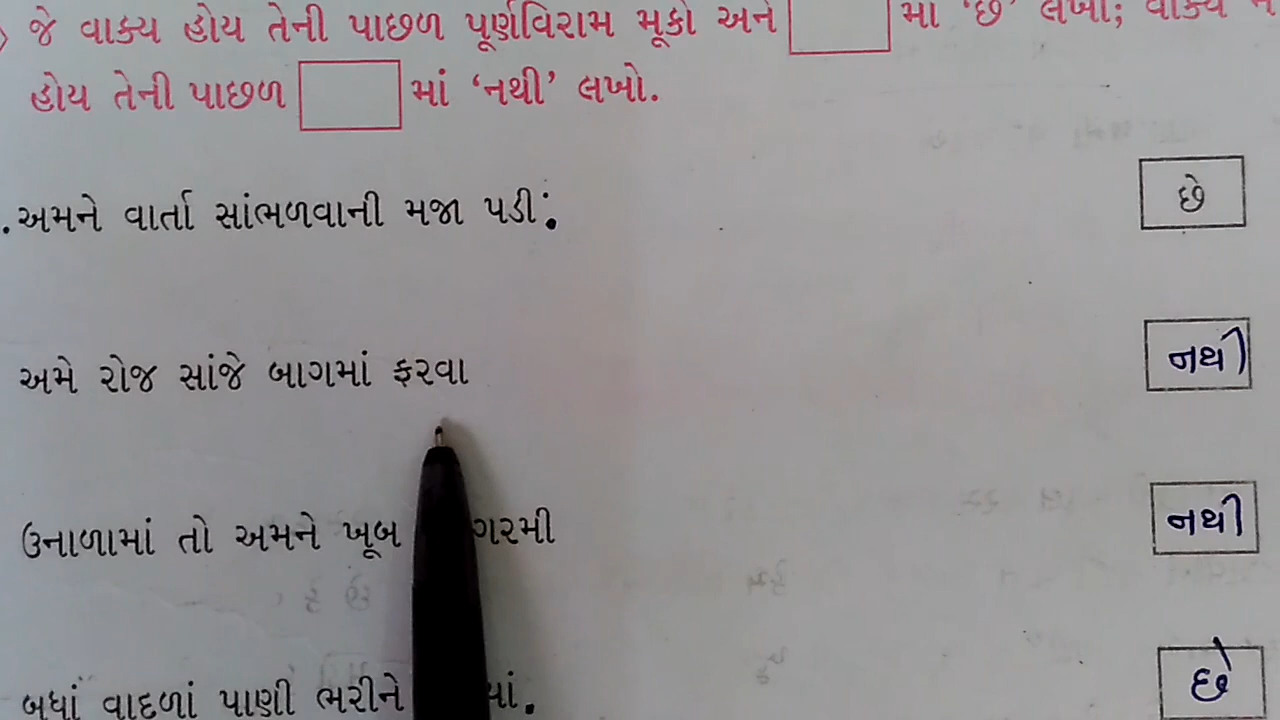 જે વાક્ય હોય તેની પાછળ પૂર્ણવિરામ મૂકો અને માં ‘છે’ લખો; વાક્ય ન
હોય તેની પાછળ માં ‘નથી’ લખો.
અમને વાર્તા સાંભળવાની મજા પડી. છે
અમે રોજ સાંજે બાગમાં ફરવા નથી
ઉનાળામાં તો અમને ખૂબ ગરમી નથી
બધાં વાદળાં પાણી ભરીને છે